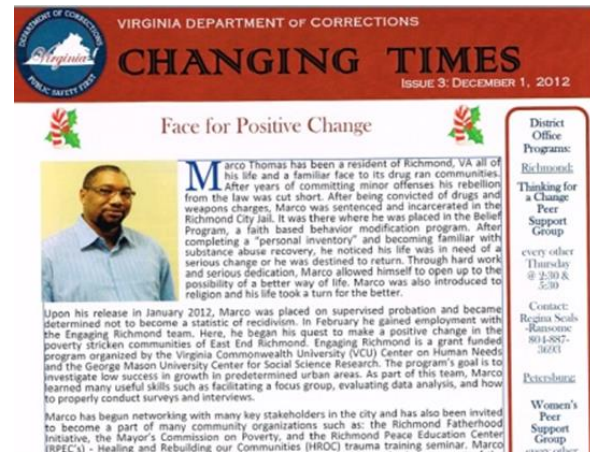 DEPARTMENT OF CORRECTIONS
Virginia
PUBLIC SAFETY FIRST
VIRGINIA DEPARTMENT OF CORRECTIONS
CHANGING TIMES
ISSUE 3: DECEMBER 1, 2012
Face for Positive Change
Marco Thomas has been a resident of Richmond, VA all of
his life and a familiar face to its drug ran communities.
After years of committing minor offenses his rebellion
from the law was cut short. After being convicted of drugs and
weapons charges, Marco was sentenced and incarcerated in the
Richmond City Jail. It was there where he was placed in the Belief
Program, a faith based behavior modification program. After
completing a "personal inventory" and becoming familiar with
substance abuse recovery, he noticed his life was in need of a
serious change or he was destined to return. Through hard work
and serious dedication, Marco allowed himself to open up to the
possibility of a better way of life. Marco was also introduced to
religion and his life took a turn for the better.
Upon his release in January 2012, Marco was placed on supervised probation and became
determined not to become a statistic of recidivism. In February he gained employment with
the Engaging Richmond team. Here, he began his quest to make a positive change in the
poverty stricken communities of East End Richmond. Engaging Richmond is a grant funded
program organized by the Virginia Commonwealth University (VCU) Center on Human Needs
and the George Mason University Center for Social Science Research. The program's goal is to
investigate low success in growth in predetermined urban areas. As part of this team, Marco
learned many useful skills such as facilitating a focus group, evaluating data analysis, and how
to properly conduct surveys and interviews.
Marco has begun networking with many key stakeholders in the city and has also been invited
to become a part of many community organizations such as: the Richmond Fatherhood
Initiative, the Mayor's Commission on Poverty, and the Richmond Peace Education Center
(RPEC's) - Healing and Rebuilding our Communities (HROC) trauma training seminar. Marco
District
Office
Programs:
Richmond:
Thinking for
a Change
Peer
Support
Group
every other
Thursday
@ 2:30 &
5:30
Contact:
Regina Seals
-Ransome
804-887-
3693
Petersburg:
Women's
Peer
Support
Group
every other